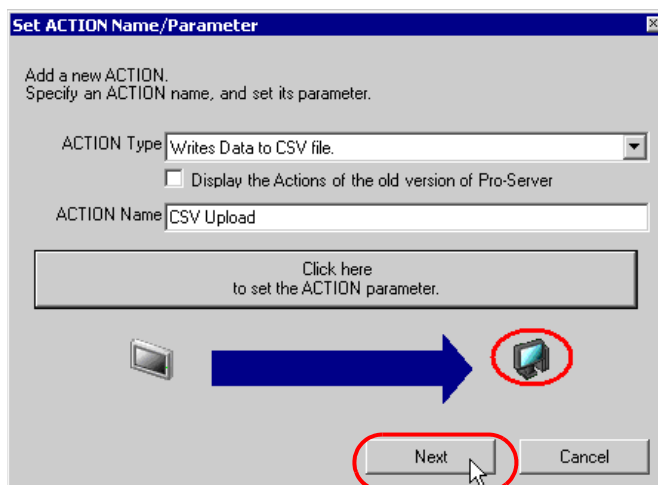 Set ACTION Name/Parameter
Add a new ACTION.
Specify an ACTION name, and set its parameter.
ACTION Type Writes Data to CSV file.
Display the Actions of the old version of Pro-Server
ACTION Name CSV Upload
Click here
to set the ACTION parameter.
Next Cancel